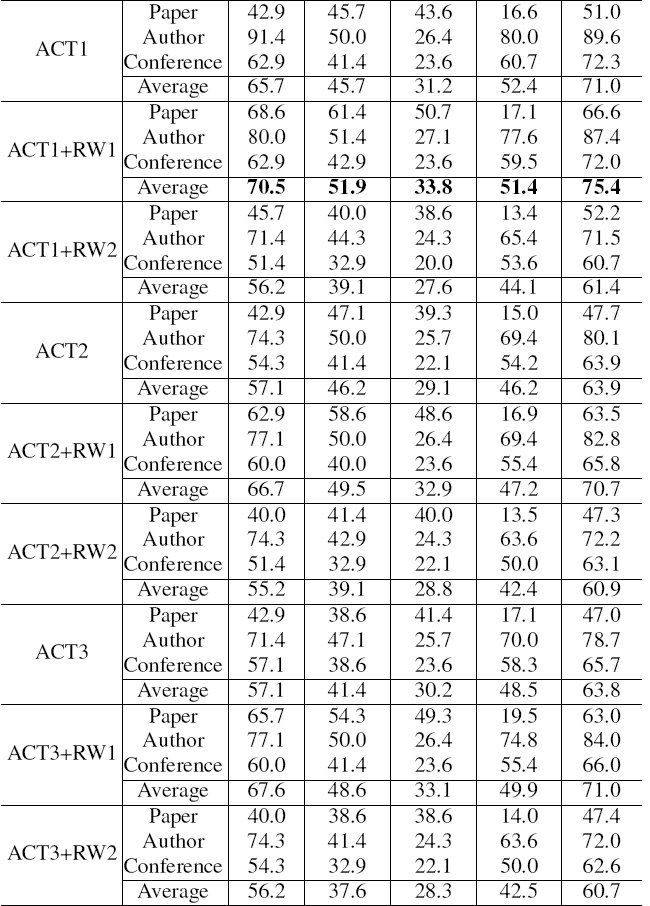 Paper 42.9 45.7 43.6 16.6 51.0
ACT1 Author 91.4 50.0 26.4 80.0 89.6
Conference 62.9 41.4 23.6 60.7 72.3
Average 65.7 45.7 31.2 52.4 71.0
Paper 68.6 61.4 50.7 17.1 66.6
ACT1+RW1 Author 80.0 51.4 27.1 77.6 87.4
Conference 62.9 42.9 23.6 59.5 72.0
Average 70.5 51.9 33.8 51.4 75.4
Paper 45.7 40.0 38.6 13.4 52.2
ACT1+RW2 Author 71.4 44.3 24.3 65.4 71.5
Conference 51.4 32.9 20.0 53.6 60.7
Average 56.2 39.1 27.6 44.1 61.4
Paper 42.9 47.1 39.3 15.0 47.7
ACT2 Author 74.3 50.0 25.7 69.4 80.1
Conference 54.3 41.4 22.1 54.2 63.9
Average 57.1 46.2 29.1 46.2 63.9
Paper 62.9 58.6 48.6 16.9 63.5
ACT2+RW1 Author 77.1 50.0 26.4 69.4 82.8
Conference 60.0 40.0 23.6 55.4 65.8
Average 66.7 49.5 32.9 47.2 70.7
Paper 40.0 41.4 40.0 13.5 47.3
ACT2+RW2 Author 74.3 42.9 24.3 63.6 72.2
Conference 51.4 32.9 22.1 50.0 63.1
Average 55.2 39.1 28.8 42.4 60.9
Paper 42.9 38.6 41.4 17.1 47.0
ACT3 Author 71.4 47.1 25.7 70.0 78.7
Conference 57.1 38.6 23.6 58.3 65.7
Average 57.1 41.4 30.2 48.5 63.8
Paper 65.7 54.3 49.3 19.5 63.0
ACT3+RW1 Author 77.1 50.0 26.4 74.8 84.0
Conference 60.0 41.4 23.6 55.4 66.0
Average 67.6 48.6 33.1 49.9 71.0
Paper 40.0 38.6 38.6 14.0 47.4
ACT3+RW2 Author 74.3 41.4 24.3 63.6 72.0
Conference 54.3 32.9 22.1 50.0 62.6
Average 56.2 37.6 28.3 42.5 60.7